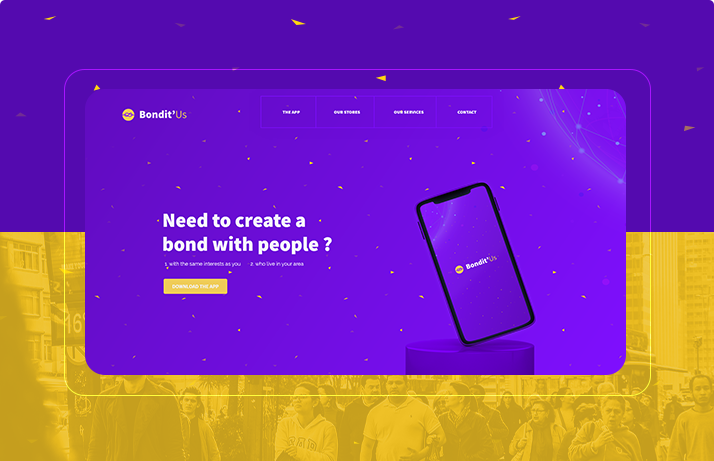 Bondit'Us
THE APP
OUR STORES
OUR SERVICES
CONTACT
Need to create a
bond with people ?
1. with the same interests as you
2. who live in your area
DOWNLOAD THE APP
Bondit'Us